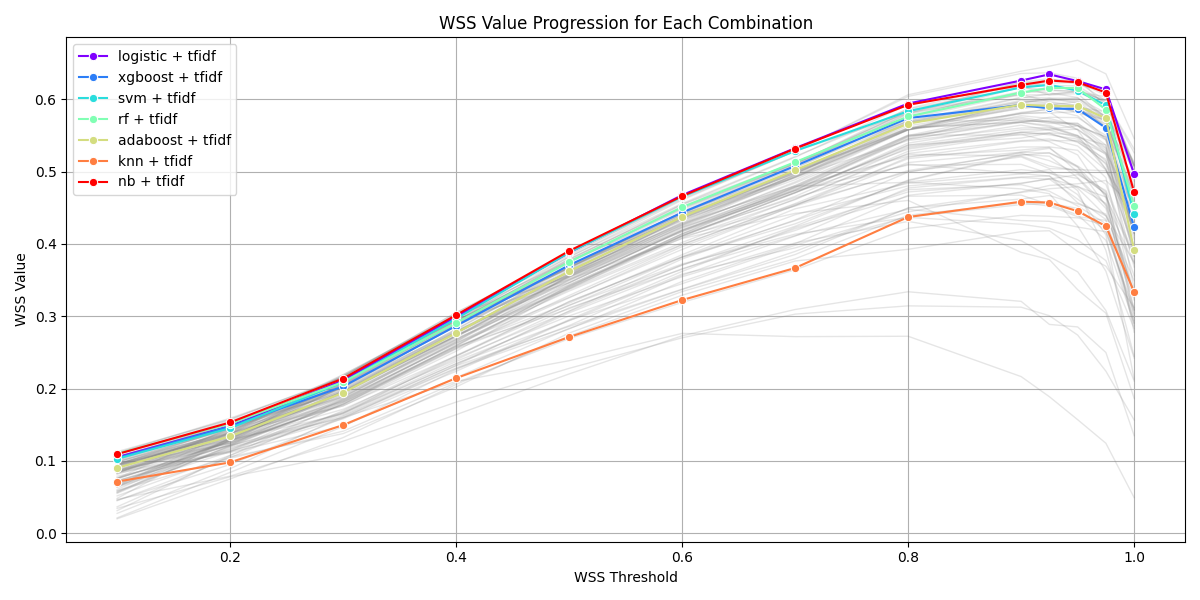 WSS Value Progression for Each Combination
logistic + tfidf
xgboost + tfidf
svm + tfidf
rf + tfidf
adaboost + tfidf
knn + tfidf
nb + tfidf
WSS Value
0.6
0.5
0.4
0.3
0.2
0.1
0.0
0.2
0.4
0.6
0.8
1.0
WSS Threshold